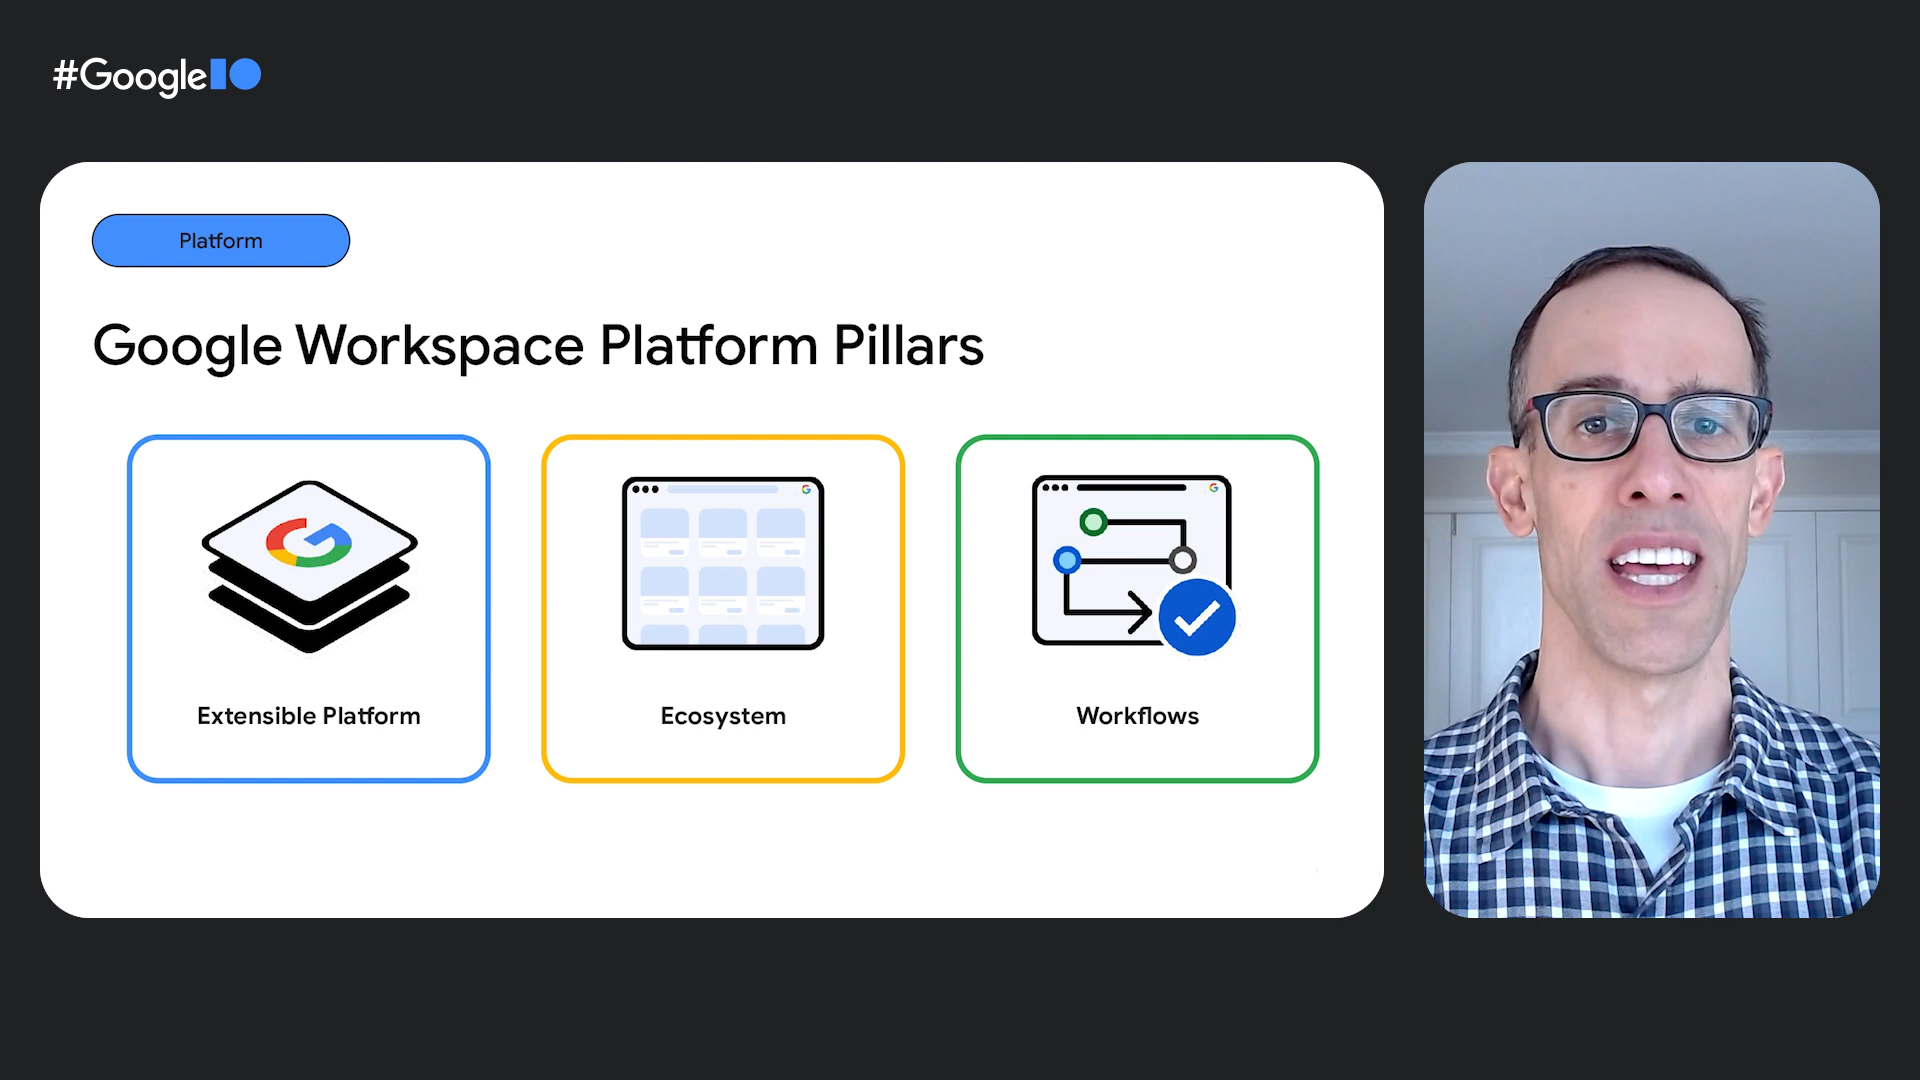 #GoogleIO
Platform
Google Workspace Platform Pillars
Extensible Platform
Ecosystem
Workflows